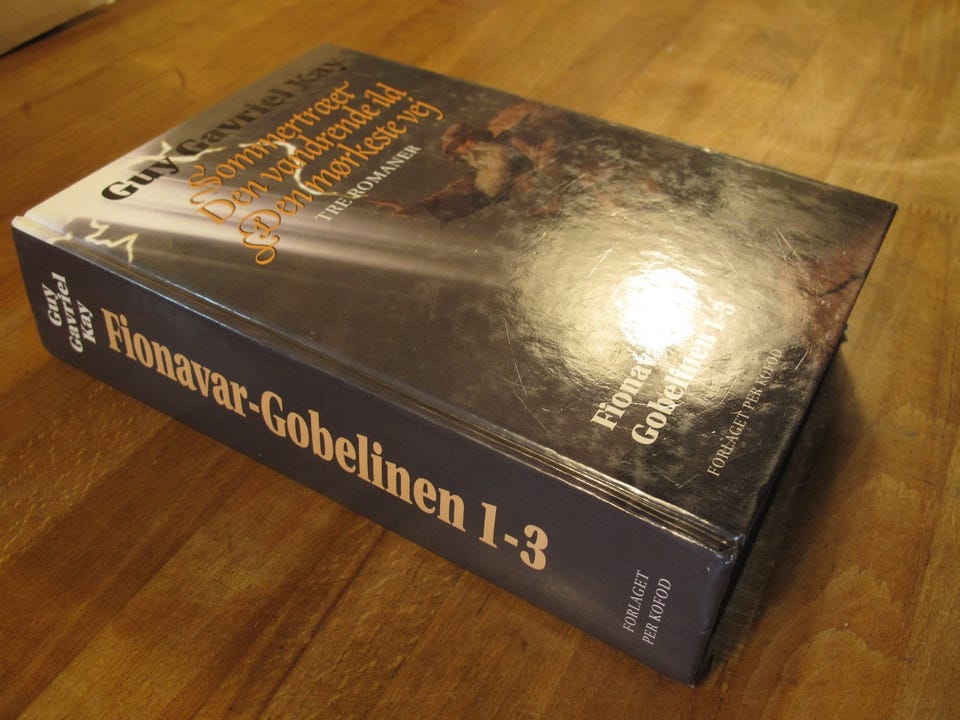 Guy Gavriel Kay
Sommertræet
Den vandrende ild
Den mørkeste vej
TRE ROMANER
Gobelinen 1-3
FORLAGET PER KOFOD
Guy
Gavriel
Kay
Fionavar-Gobelinen 1-3
FORLAGET
PER KOFOD